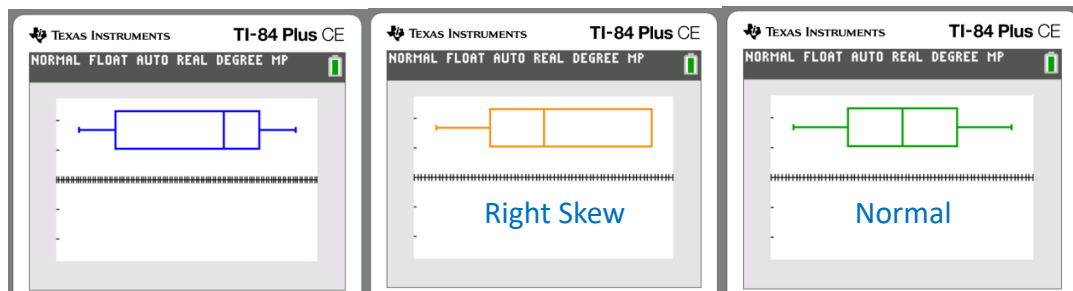 TEXAS INSTRUMENTS TI-84 Plus CE
NORMAL FLOAT AUTO REAL DEGREE MP
TEXAS INSTRUMENTS TI-84 Plus CE
NORMAL FLOAT AUTO REAL DEGREE MP
Right Skew
TEXAS INSTRUMENTS TI-84 Plus CE
NORMAL FLOAT AUTO REAL DEGREE MP
Normal